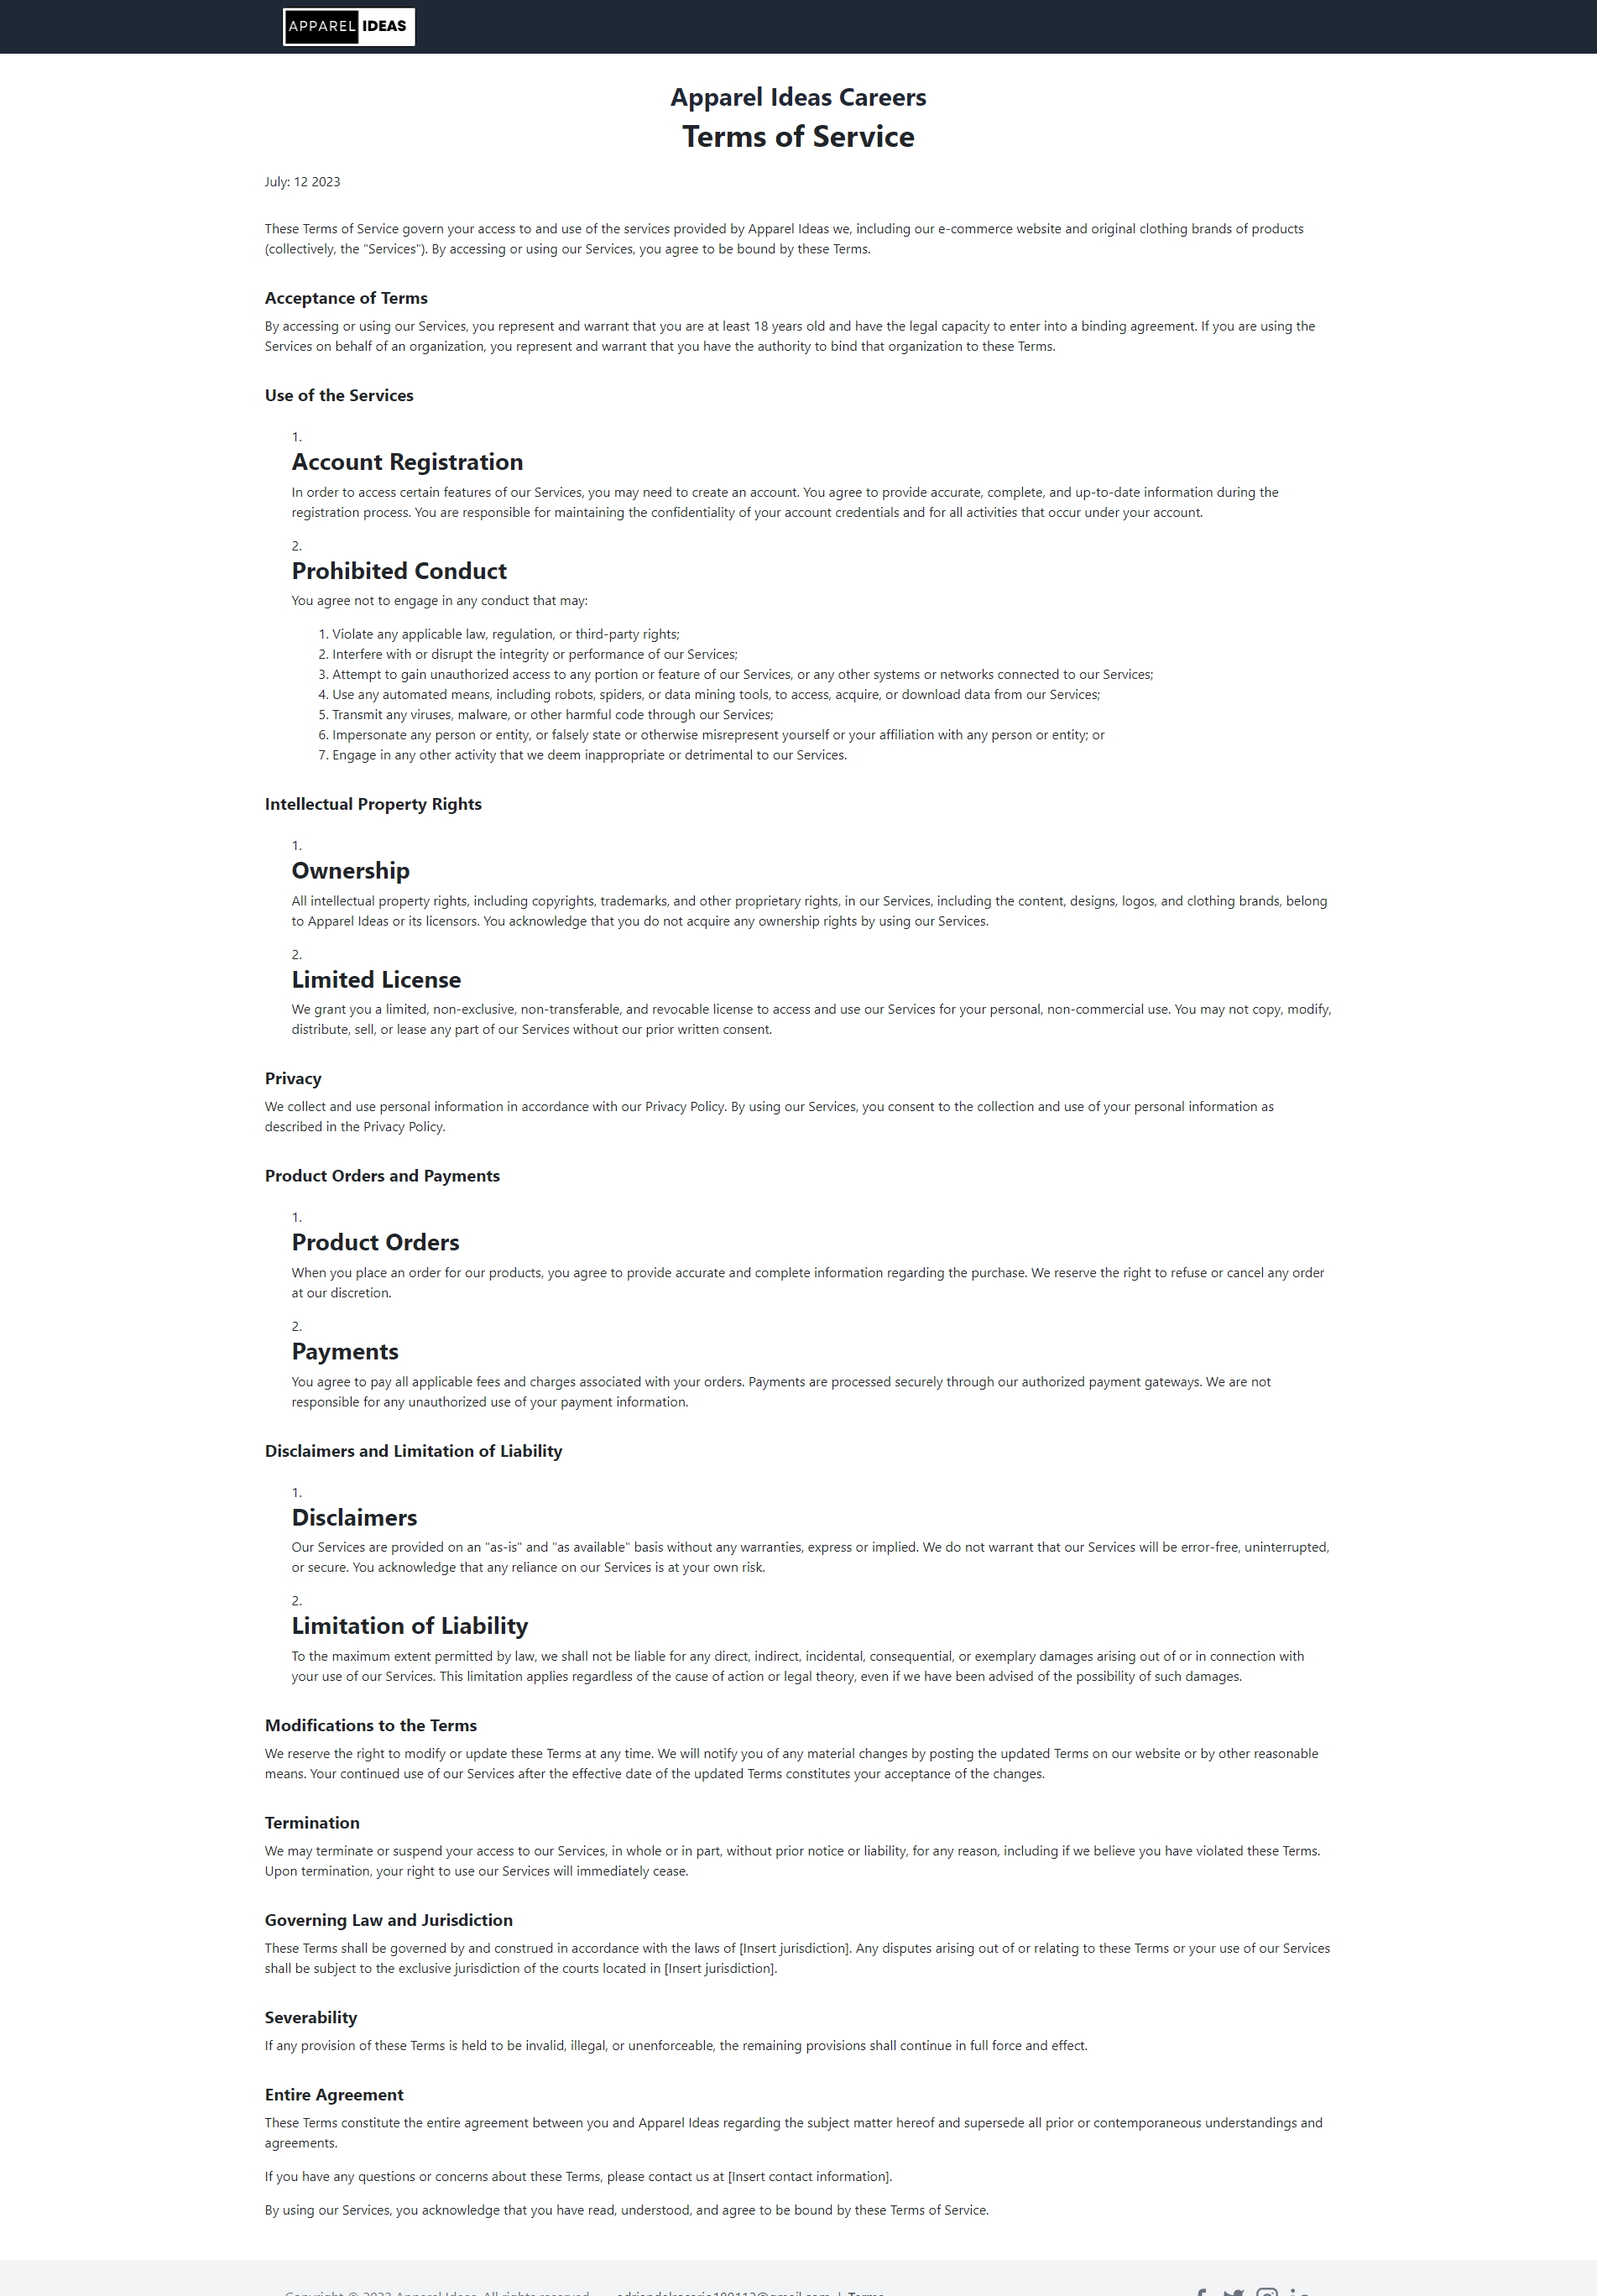 APPAREL IDEAS
Apparel Ideas Careers
Terms of Service
July: 12 2023
These Terms of Service govern your access to and use of the services provided by Apparel Ideas we, including our e-commerce website and original clothing brands of products
(collectively, the "Services"). By accessing or using our Services, you agree to be bound by these Terms.
Acceptance of Terms
By accessing or using our Services, you represent and warrant that you are at least 18 years old and have the legal capacity to enter into a binding agreement. If you are using the
Services on behalf of an organization, you represent and warrant that you have the authority to bind that organization to these Terms.
Use of the Services
1.
Account Registration
In order to access certain features of our Services, you may need to create an account. You agree to provide accurate, complete, and up-to-date information during the
registration process. You are responsible for maintaining the confidentiality of your account credentials and for all activities that occur under your account.
2.
Prohibited Conduct
You agree not to engage in any conduct that may:
1. Violate any applicable law, regulation, or third-party rights;
2. Interfere with or disrupt the integrity or performance of our Services;
3. Attempt to gain unauthorized access to any portion or feature of our Services, or any other systems or networks connected to our Services;
4. Use any automated means, including robots, spiders, or data mining tools, to access, acquire, or download data from our Services;
5. Transmit any viruses, malware, or other harmful code through our Services;
6. Impersonate any person or entity, or falsely state or otherwise misrepresent yourself or your affiliation with any person or entity; or
7. Engage in any other activity that we deem inappropriate or detrimental to our Services.
Intellectual Property Rights
1.
Ownership
All intellectual property rights, including copyrights, trademarks, and other proprietary rights, in our Services, including the content, designs, logos, and clothing brands, belong
to Apparel Ideas or its licensors. You acknowledge that you do not acquire any ownership rights by using our Services.
2.
Limited License
We grant you a limited, non-exclusive, non-transferable, and revocable license to access and use our Services for your personal, non-commercial use. You may not copy, modify,
distribute, sell, or lease any part of our Services without our prior written consent.
Privacy
We collect and use personal information in accordance with our Privacy Policy. By using our Services, you consent to the collection and use of your personal information as
described in the Privacy Policy.
Product Orders and Payments
1.
Product Orders
When you place an order for our products, you agree to provide accurate and complete information regarding the purchase. We reserve the right to refuse or cancel any order
at our discretion.
2.
Payments
You agree to pay all applicable fees and charges associated with your orders. Payments are processed securely through our authorized payment gateways. We are not
responsible for any unauthorized use of your payment information.
Disclaimers and Limitation of Liability
1.
Disclaimers
Our Services are provided on an "as-is" and "as available" basis without any warranties, express or implied. We do not warrant that our Services will be error-free, uninterrupted,
or secure. You acknowledge that any reliance on our Services is at your own risk.
2.
Limitation of Liability
To the maximum extent permitted by law, we shall not be liable for any direct, indirect, incidental, consequential, or exemplary damages arising out of or in connection with
your use of our Services. This limitation applies regardless of the cause of action or legal theory, even if we have been advised of the possibility of such damages.
Modifications to the Terms
We reserve the right to modify or update these Terms at any time. We will notify you of any material changes by posting the updated Terms on our website or by other reasonable
means. Your continued use of our Services after the effective date of the updated Terms constitutes your acceptance of the changes.
Termination
We may terminate or suspend your access to our Services, in whole or in part, without prior notice or liability, for any reason, including if we believe you have violated these Terms.
Upon termination, your right to use our Services will immediately cease.
Governing Law and Jurisdiction
These Terms shall be governed by and construed in accordance with the laws of [Insert jurisdiction]. Any disputes arising out of or relating to these Terms or your use of our Services
shall be subject to the exclusive jurisdiction of the courts located in [Insert jurisdiction].
Severability
If any provision of these Terms is held to be invalid, illegal, or unenforceable, the remaining provisions shall continue in full force and effect.
Entire Agreement
These Terms constitute the entire agreement between you and Apparel Ideas regarding the subject matter hereof and supersede all prior or contemporaneous understandings and
agreements.
If you have any questions or concerns about these Terms, please contact us at [Insert contact information].
By using our Services, you acknowledge that you have read, understood, and agree to be bound by these Terms of Service.